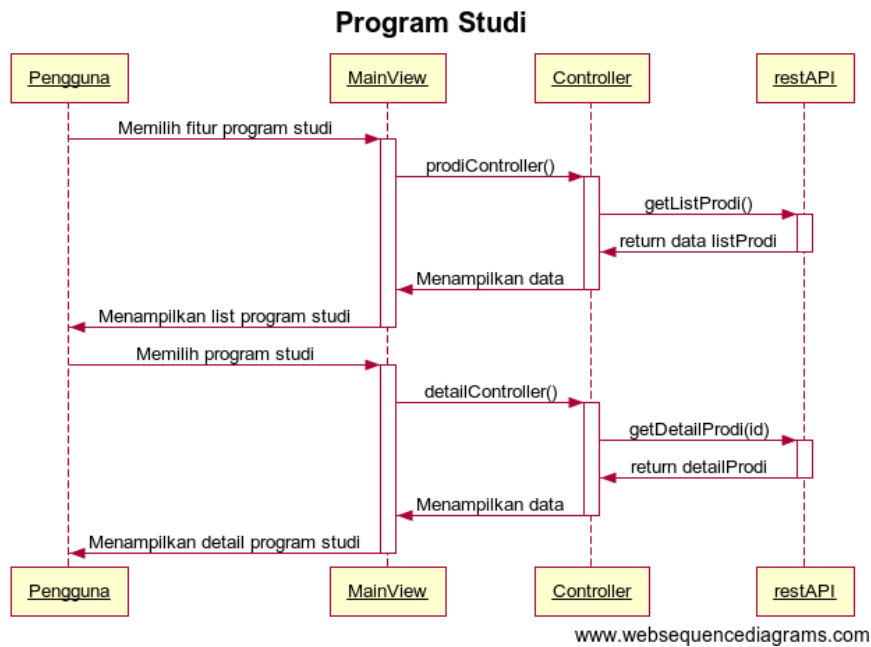 Program Studi
Pengguna
MainView
Controller
restAPI
Memilih fitur program studi
prodiController()
getListProdi()
return data listProdi
Menampilkan data
Menampilkan list program studi
Memilih program studi
detailController()
getDetailProdi(id)
return detailProdi
Menampilkan data
Menampilkan detail program studi
Pengguna
MainView
Controller
restAPI
www.websequencediagrams.com